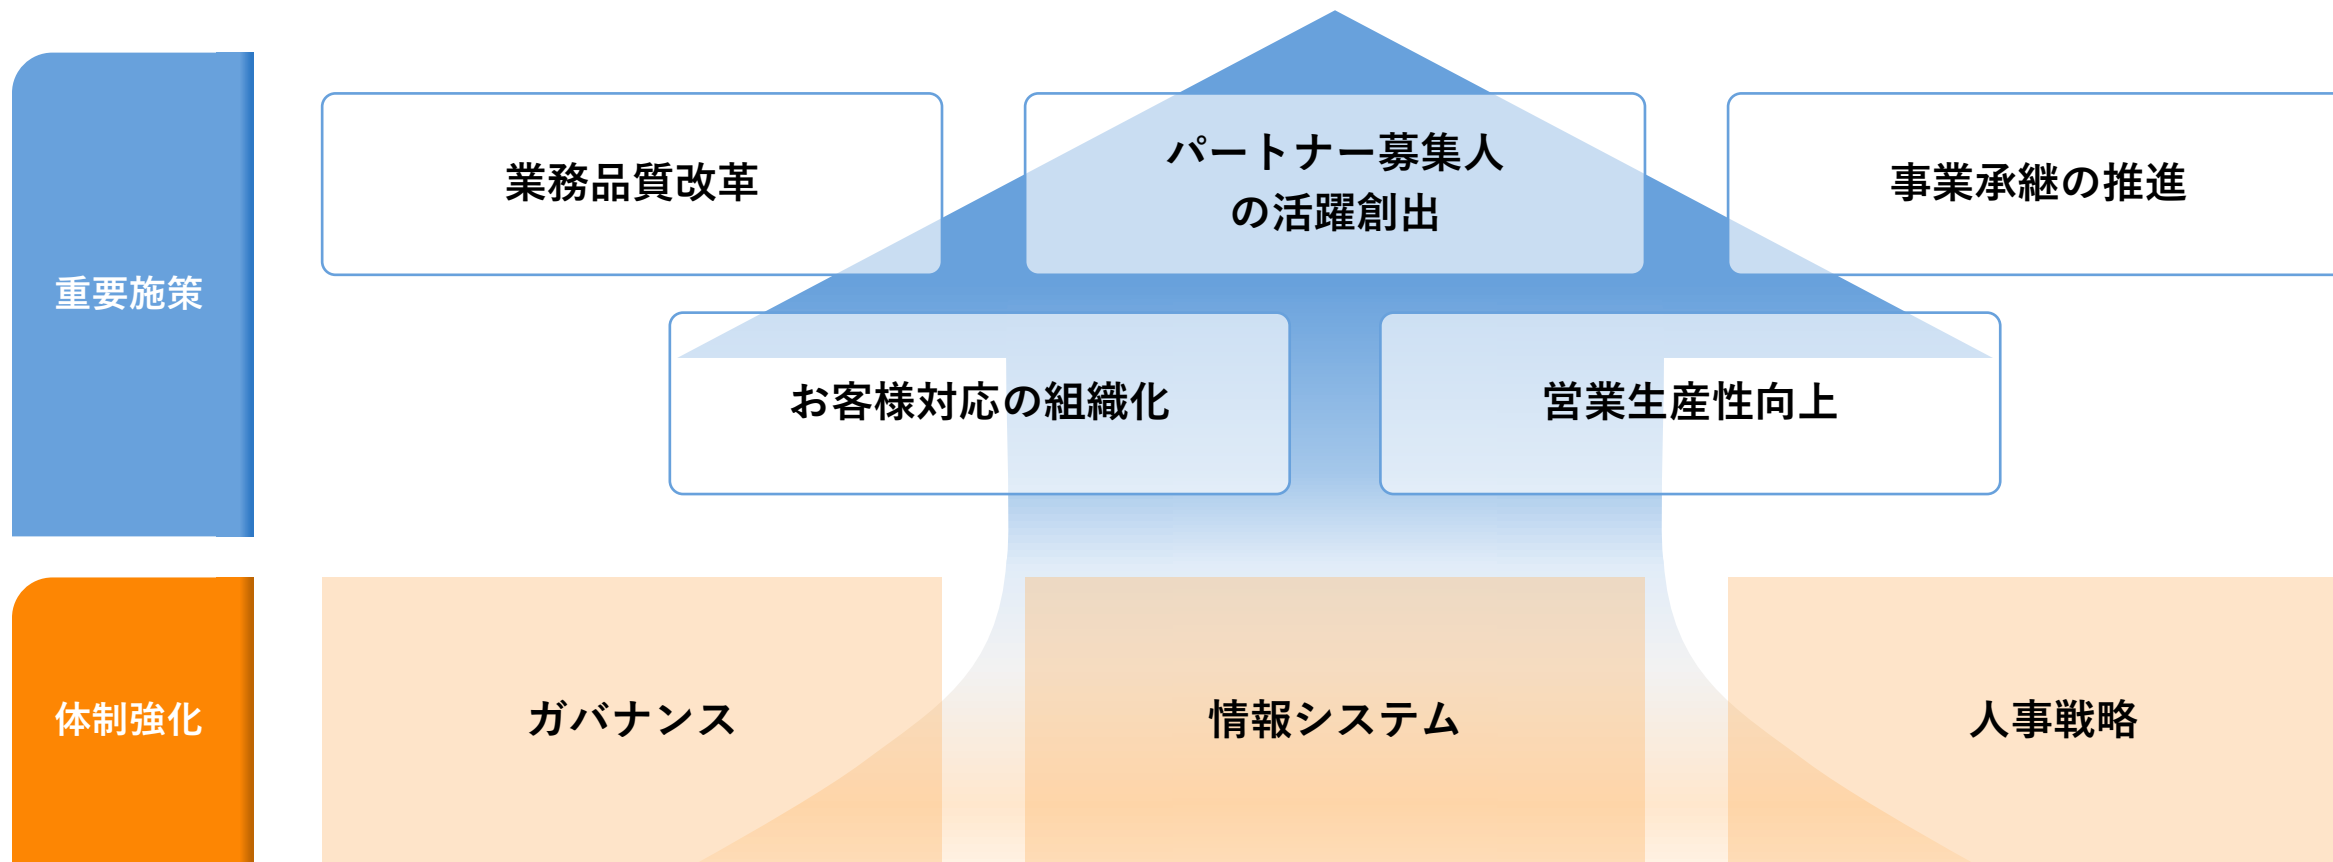 重要施策
業務品質改革
パートナー募集人
の活躍創出
事業承継の推進
お客様対応の組織化
営業生産性向上
体制強化
ガバナンス
情報システム
人事戦略